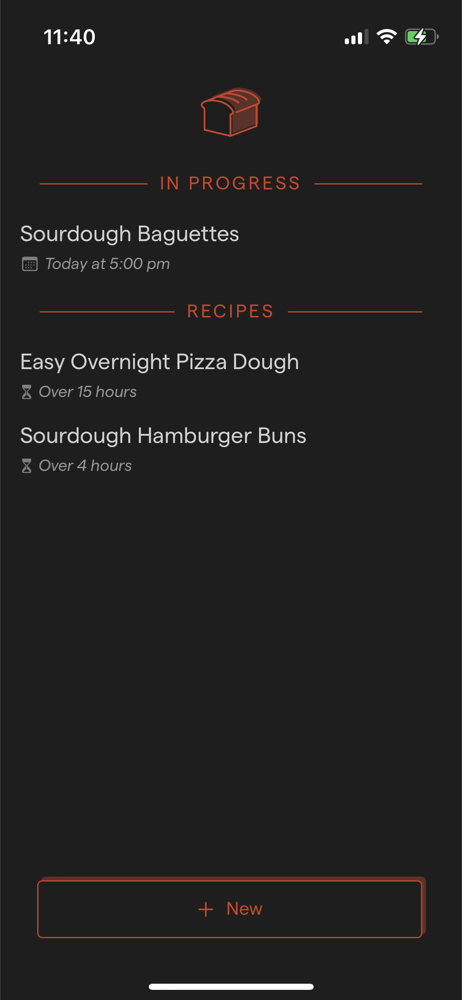 11:40
IN PROGRESS
Sourdough Baguettes
Today at 5:00 pm
RECIPES
Easy Overnight Pizza Dough
Over 15 hours
Sourdough Hamburger Buns
Over 4 hours
+ New